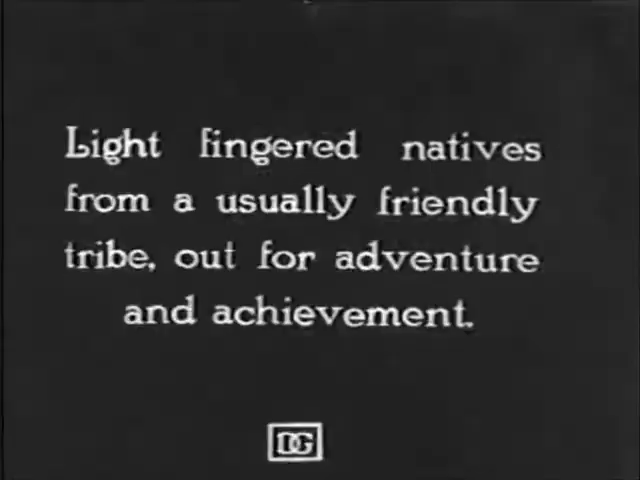 Light fingered natives
from a usually friendly
tribe, out for adventure
and achievement.
DG